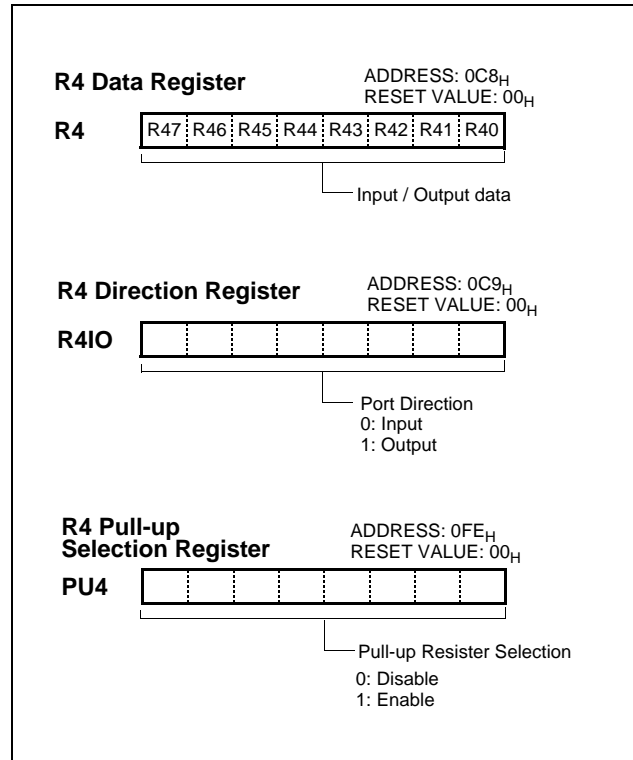 R4 Data Register
ADDRESS: 0C8H
RESET VALUE: 00H
R4
R47 R46 R45 R44 R43 R42 R41 R40
Input / Output data
R4 Direction Register
ADDRESS: 0C9H
RESET VALUE: 00H
R4IO
Port Direction
0: Input
1: Output
R4 Pull-up
Selection Register
ADDRESS: 0FEH
RESET VALUE: 00H
PU4
Pull-up Resister Selection
0: Disable
1: Enable